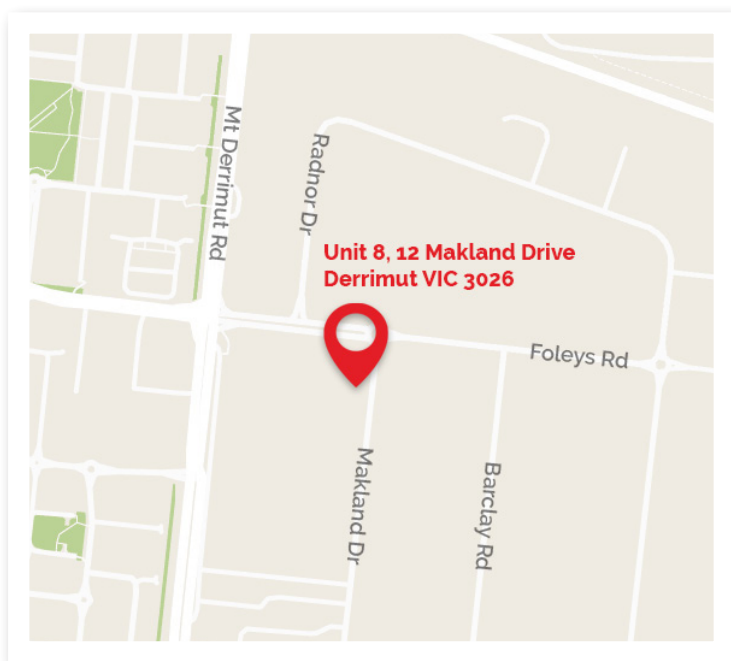 Mt Derrimut Rd
Radnor Dr
Unit 8, 12 Makland Drive
Derrimut VIC 3026
Foleys Rd
Makland Dr
Barclay Rd